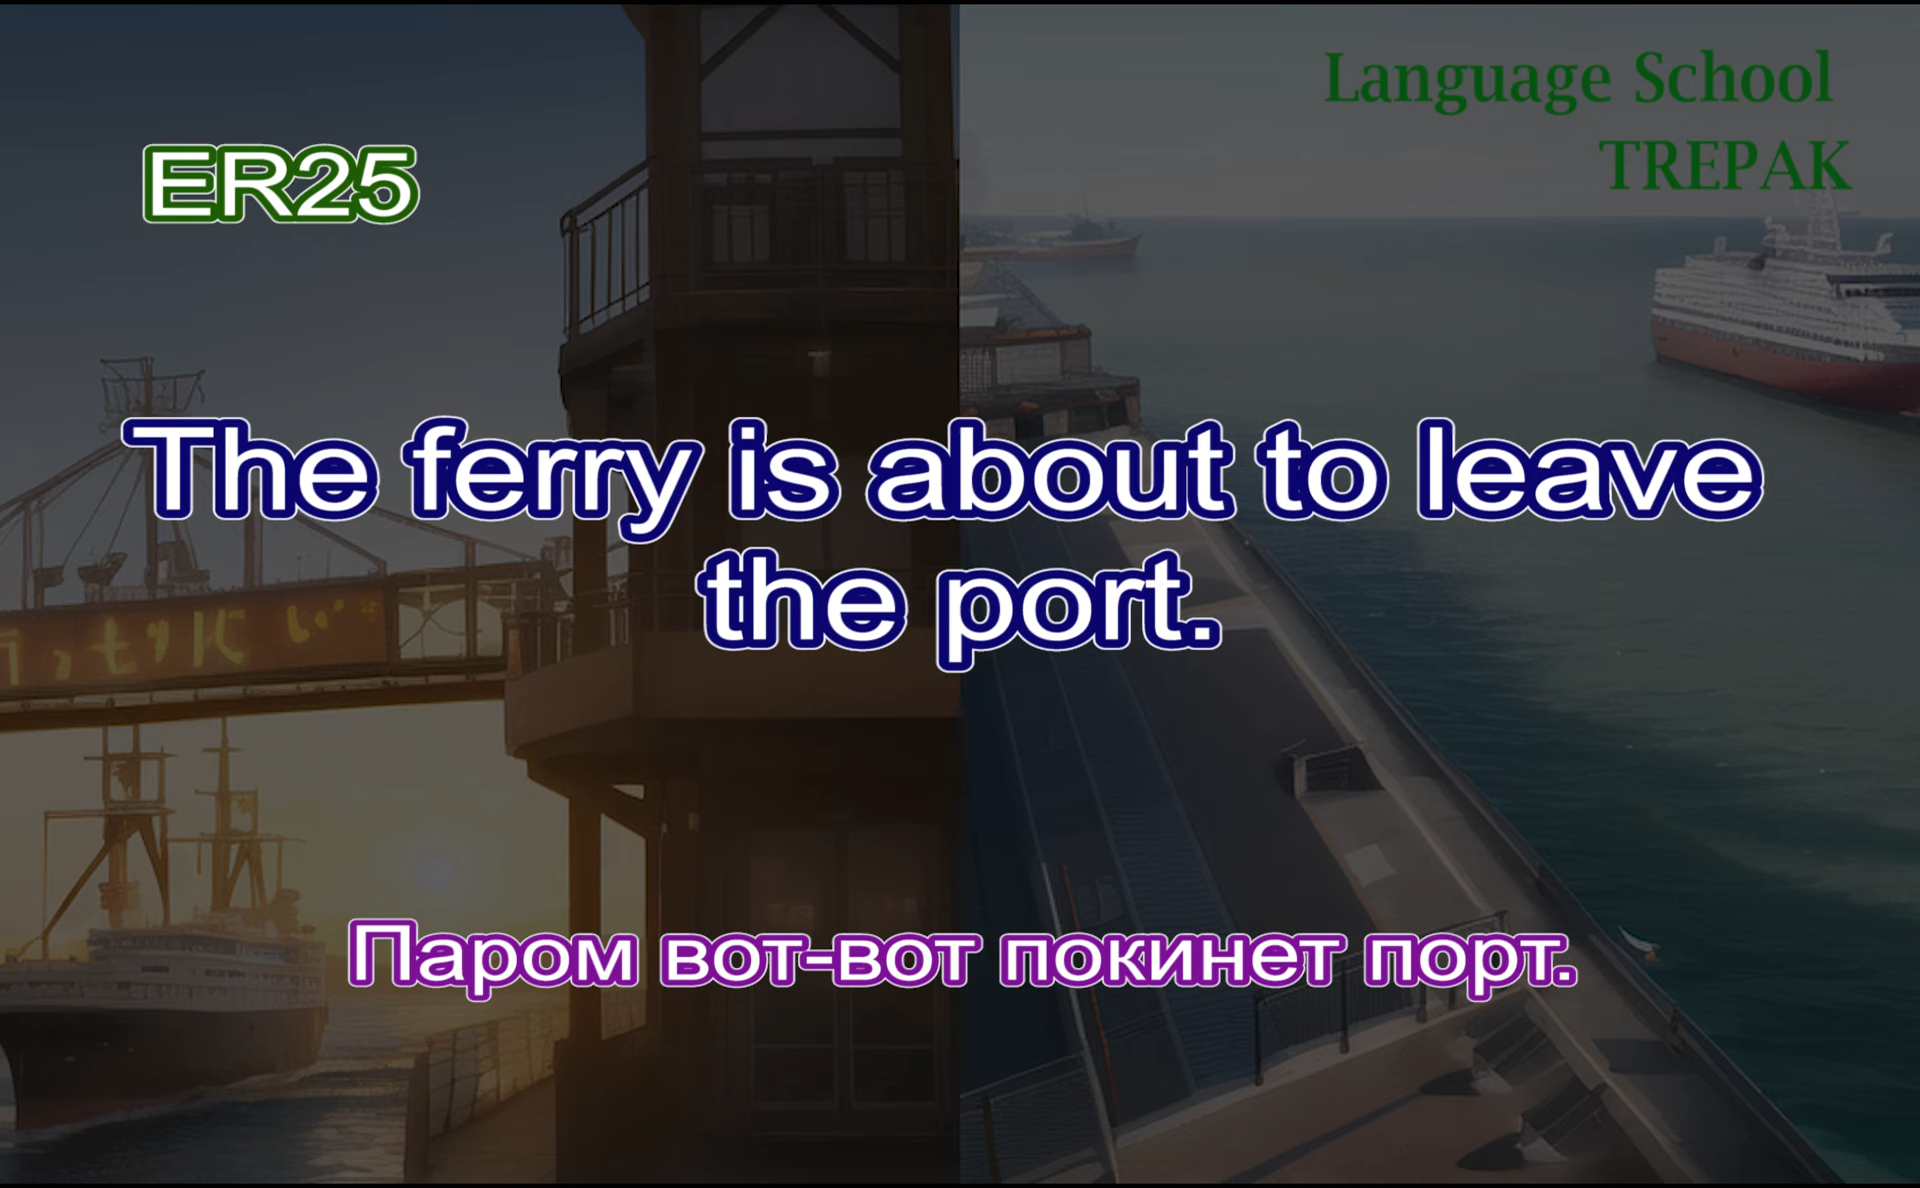 Language School
TREPAK
ER25
The ferry is about to leave
the port.
Паром вот-вот покинет порт.